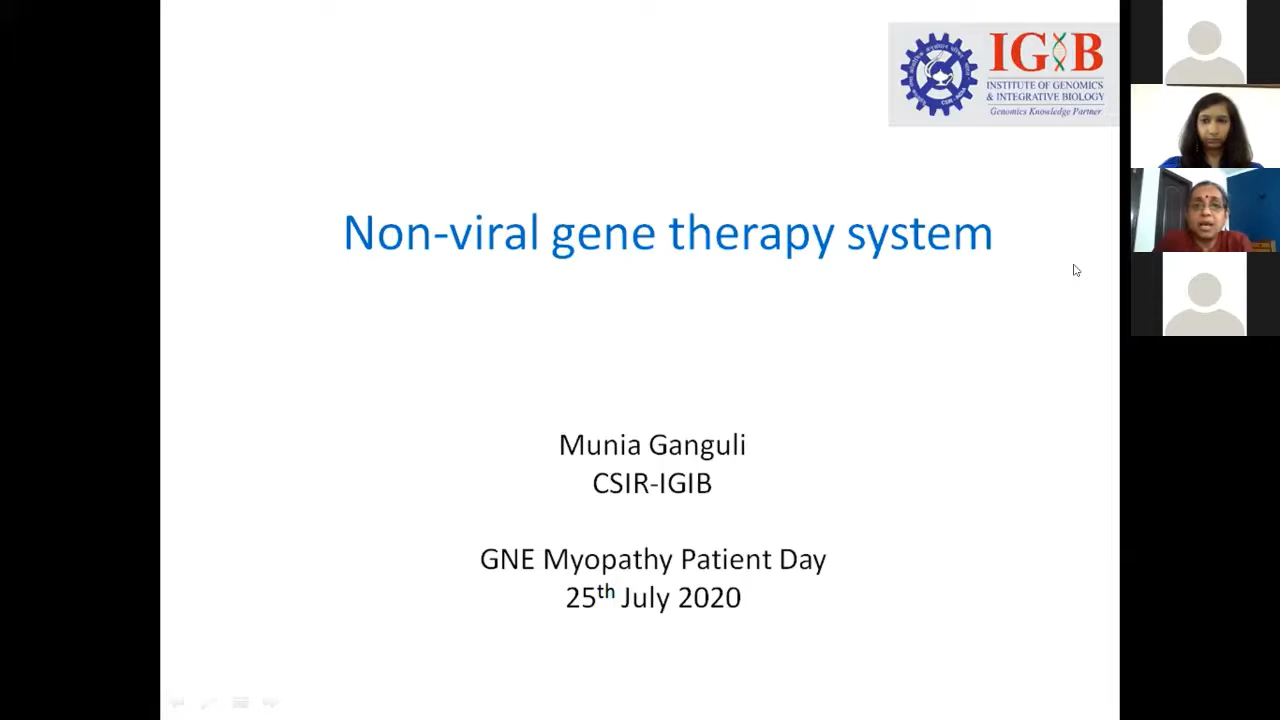 IGIB
INSTITUTE OF GENOMICS
& INTEGRATIVE BIOLOGY
Genomics Knowledge Partner
Non-viral gene therapy system
Munia Ganguli
CSIR-IGIB
GNE Myopathy Patient Day
25th July 2020